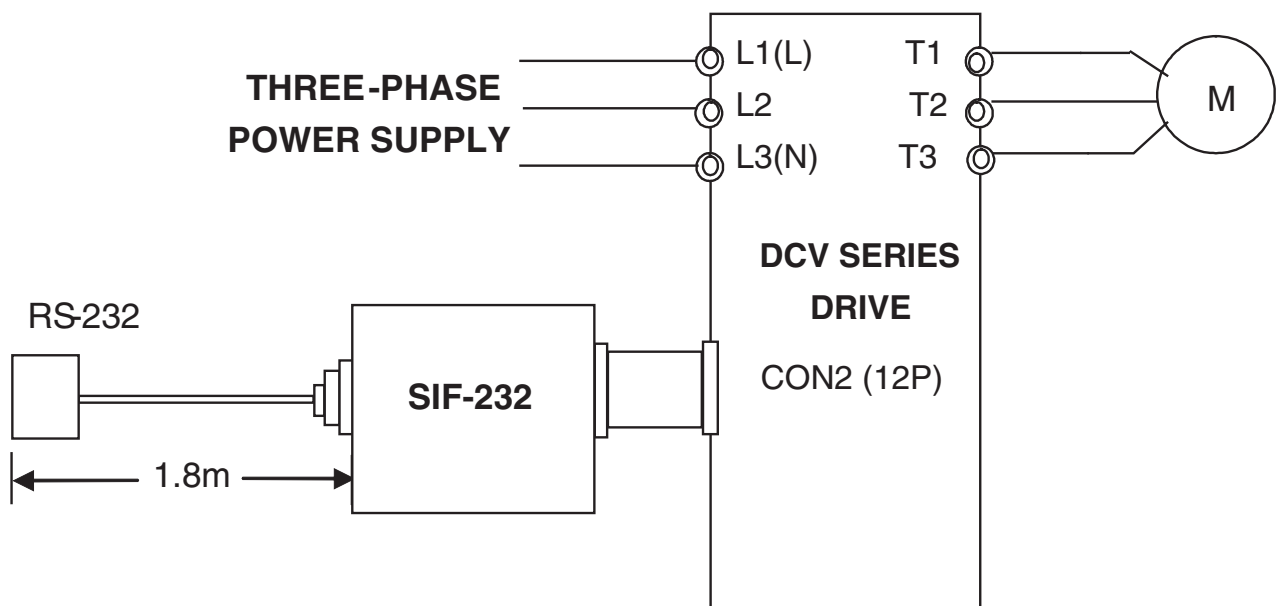 L1(L)
T1
THREE-PHASE
L2
T2
M
POWER SUPPLY
L3(N)
T3
DCV SERIES
DRIVE
RS-232
SIF-232
CON2 (12P)
1.8m